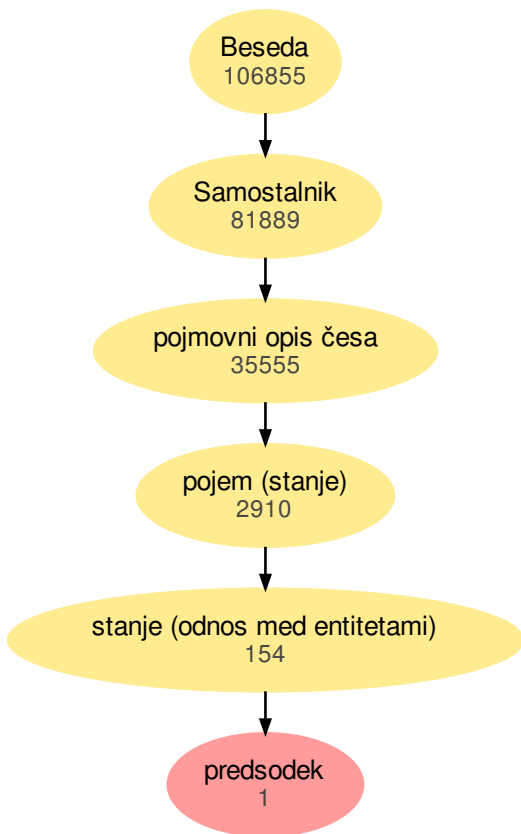 Beseda
106855
Samostalnik
81889
pojmovni opis česa
35555
pojem (stanje)
2910
stanje (odnos med entitetami)
154
predsodek
1